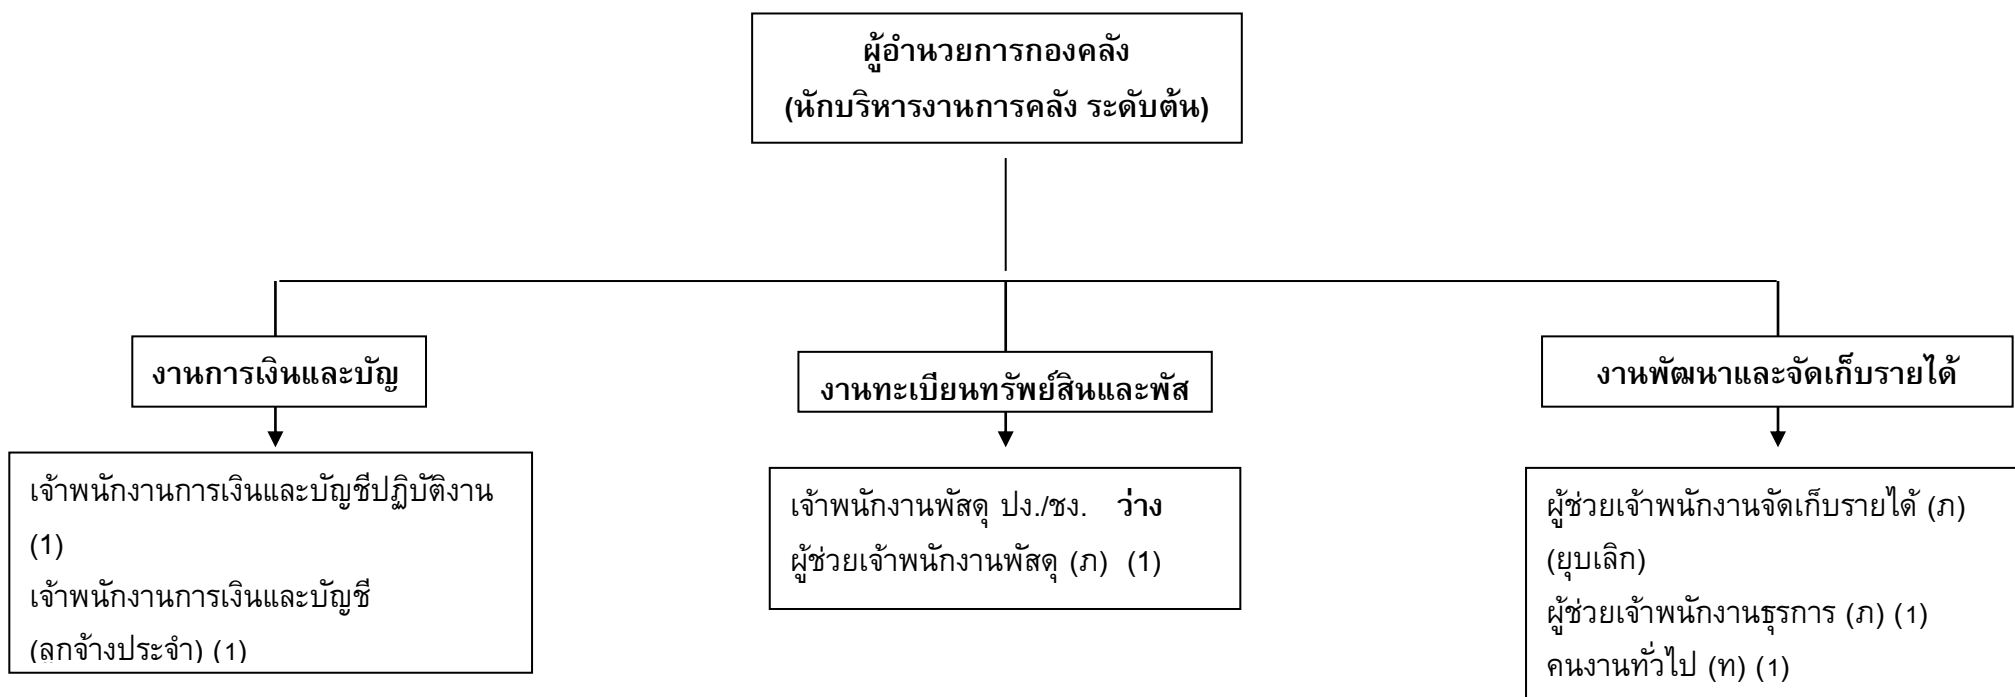 ผู้อำนวยการกองคลัง
(นักบริหารงานการคลัง ระดับต้น)
งานการเงินและบัญ
งานทะเบียนทรัพย์สินและพัส
งานพัฒนาและจัดเก็บรายได้
เจ้าพนักงานการเงินและบัญชีปฏิบัติงาน
(1)
เจ้าพนักงานการเงินและบัญชี
(ลูกจ้างประจำ) (1)
เจ้าพนักงานพัสดุ ปง./ชง. ว่าง
ผู้ช่วยเจ้าพนักงานพัสดุ (ภ) (1)
ผู้ช่วยเจ้าพนักงานจัดเก็บรายได้ (ภ)
(ยุบเลิก)
ผู้ช่วยเจ้าพนักงานธุรการ (ภ) (1)
คนงานทั่วไป (ท) (1)